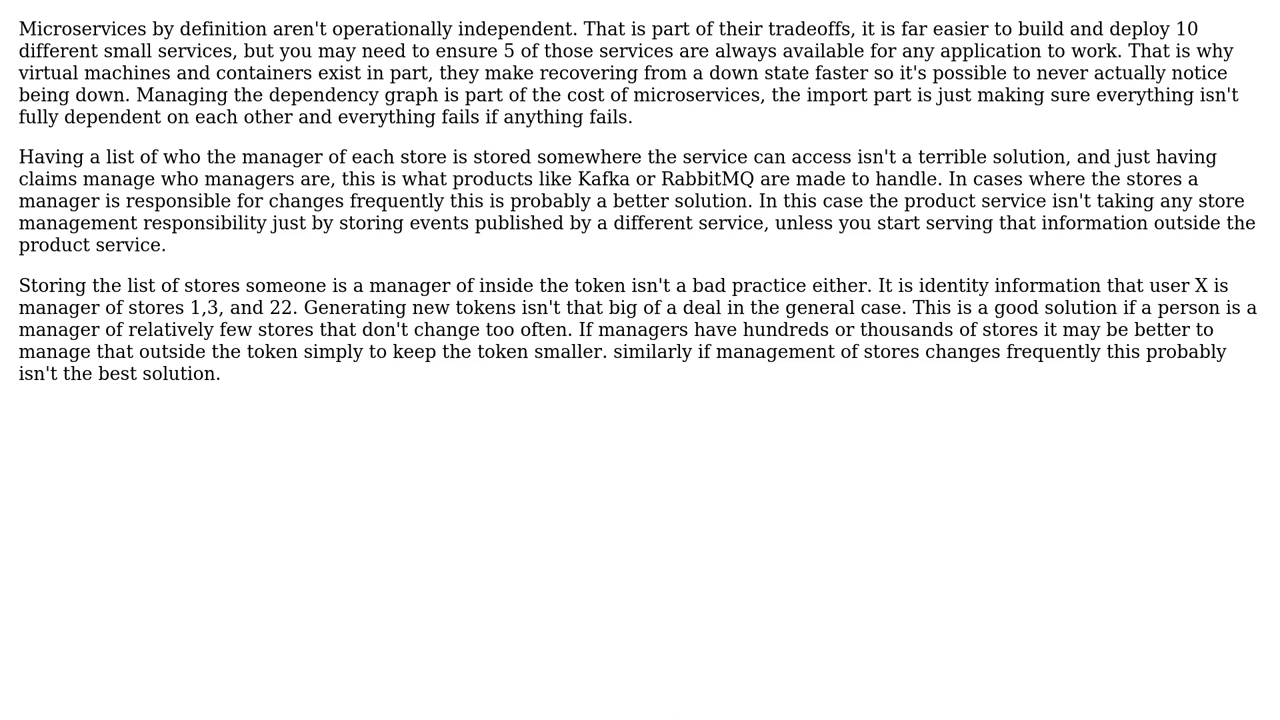 Microservices by definition aren't operationally independent. That is part of their tradeoffs, it is far easier to build and deploy 10
different small services, but you may need to ensure 5 of those services are always available for any application to work. That is why
virtual machines and containers exist in part, they make recovering from a down state faster so it's possible to never actually notice
being down. Managing the dependency graph is part of the cost of microservices, the import part is just making sure everything isn't
fully dependent on each other and everything fails if anything fails.
Having a list of who the manager of each store is stored somewhere the service can access isn't a terrible solution, and just having
claims manage who managers are, this is what products like Kafka or RabbitMQ are made to handle. In cases where the stores a
manager is responsible for changes frequently this is probably a better solution. In this case the product service isn't taking any store
management responsibility just by storing events published by a different service, unless you start serving that information outside the
product service.
Storing the list of stores someone is a manager of inside the token isn't a bad practice either. It is identity information that user X is
manager of stores 1,3, and 22. Generating new tokens isn't that big of a deal in the general case. This is a good solution if a person is a
manager of relatively few stores that don't change too often. If managers have hundreds or thousands of stores it may be better to
manage that outside the token simply to keep the token smaller. similarly if management of stores changes frequently this probably
isn't the best solution.